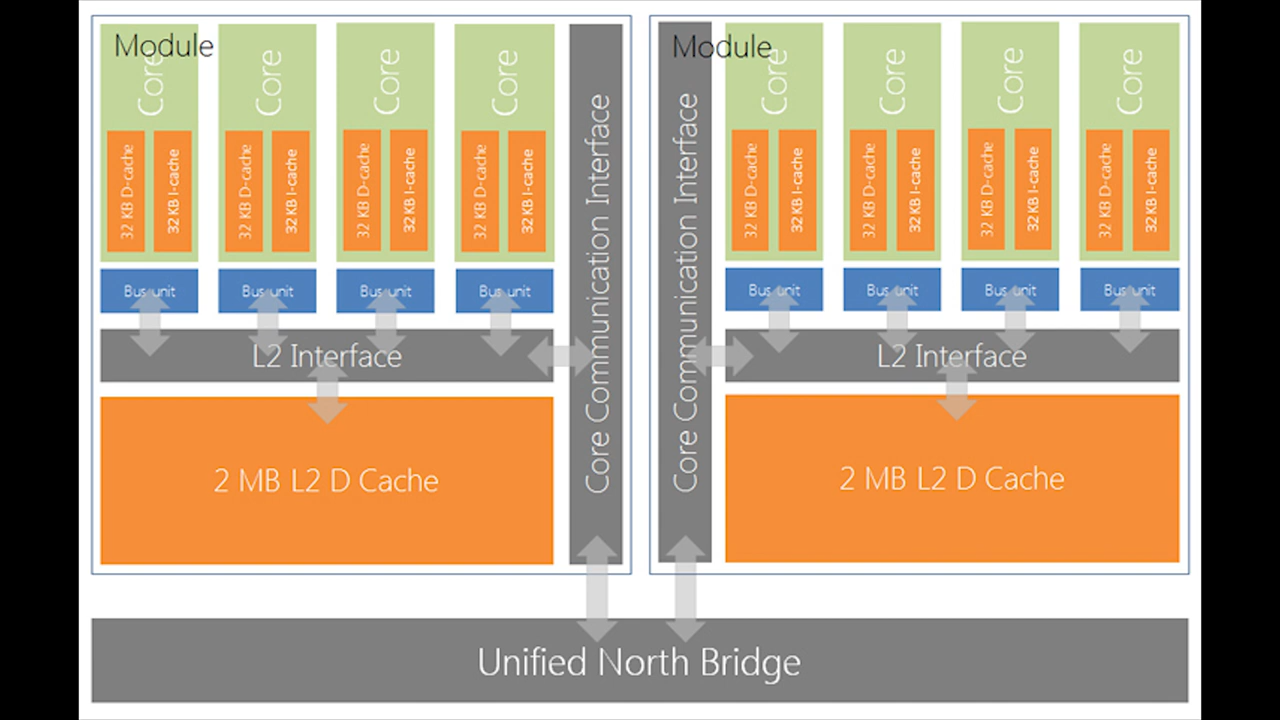 Module
Core
Core
Core
Core
32 KB D-cache
32 KB I-cache
32 KB D-cache
32 KB I-cache
32 KB D-cache
32 KB I-cache
32 KB D-cache
32 KB I-cache
Bus unit
Bus unit
Bus unit
Bus unit
L2 Interface
2 MB L2 D Cache
Core Communication Interface
Module
Core Communication Interface
Core
Core
Core
Core
32 KB D-cache
32 KB I-cache
32 KB D-cache
32 KB I-cache
32 KB D-cache
32 KB I-cache
32 KB D-cache
32 KB I-cache
Bus unit
Bus unit
Bus unit
Bus unit
L2 Interface
2 MB L2 D Cache
Unified North Bridge